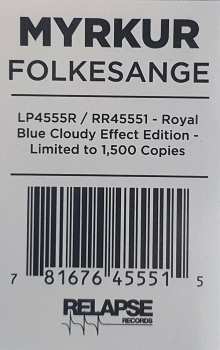 MYRKUR
FOLKESANGE
LP4555R / RR45551 - Royal
Blue Cloudy Effect Edition -
Limited to 1,500 Copies
7 81676 45551 5
RELAPSE
RECORDS